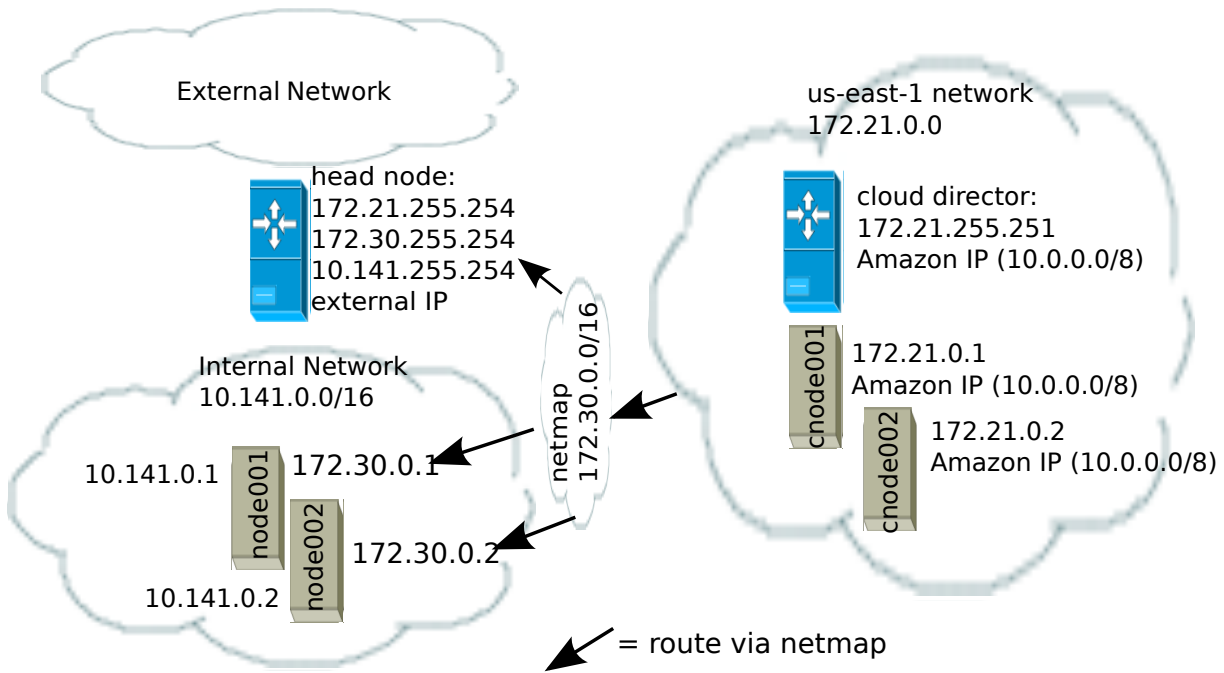 External Network
us-east-1 network
172.21.0.0
head node:
172.21.255.254
172.30.255.254
10.141.255.254
external IP
cloud director:
172.21.255.251
Amazon IP (10.0.0.0/8)
netmap
172.30.0.0/16
cnode001
172.21.0.1
Amazon IP (10.0.0.0/8)
cnode002
172.21.0.2
Amazon IP (10.0.0.0/8)
Internal Network
10.141.0.0/16
10.141.0.1
node001
172.30.0.1
10.141.0.2
node002
172.30.0.2
= route via netmap